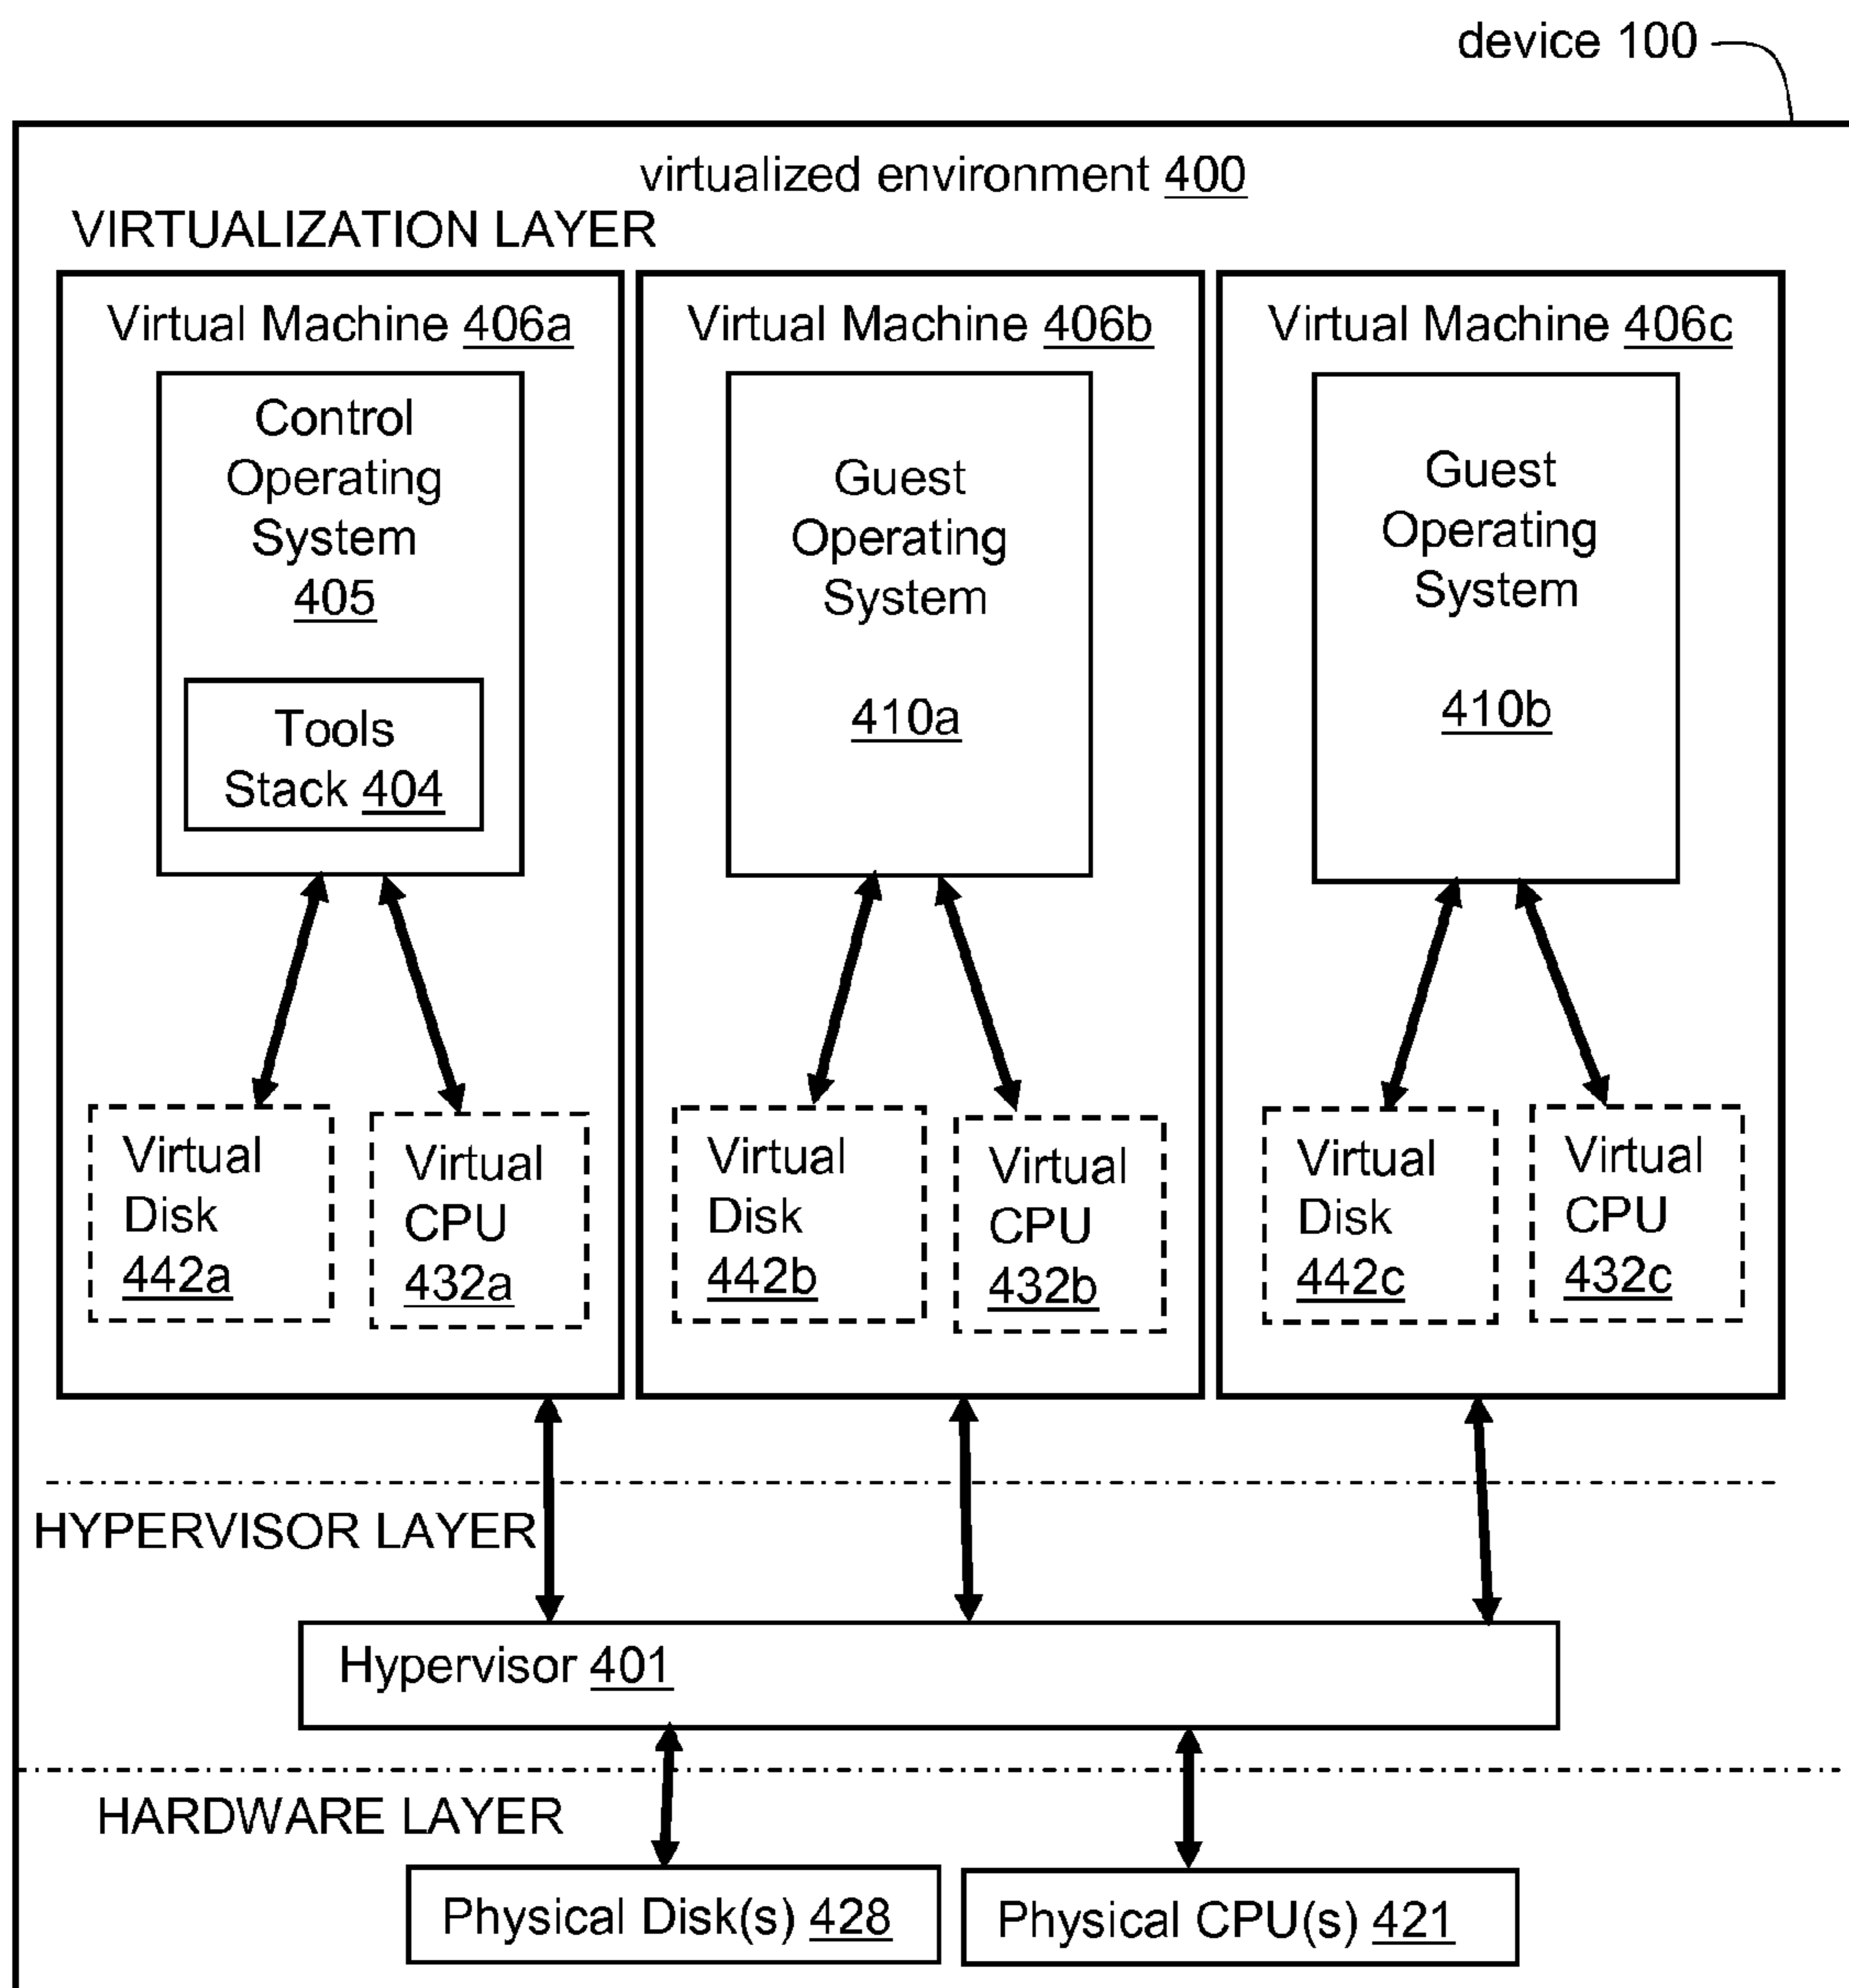 device 100
virtualized environment 400
VIRTUALIZATION LAYER
Virtual Machine 406a
Control
Operating
System
405
Tools
Stack 404
Virtual
Disk
442a
Virtual
CPU
432a
Virtual Machine 406b
Guest
Operating
System
410a
Virtual
Disk
442b
Virtual
CPU
432b
Virtual Machine 406c
Guest
Operating
System
410b
Virtual
Disk
442c
Virtual
CPU
432c
HYPERVISOR LAYER
Hypervisor 401
HARDWARE LAYER
Physical Disk(s) 428
Physical CPU(s) 421